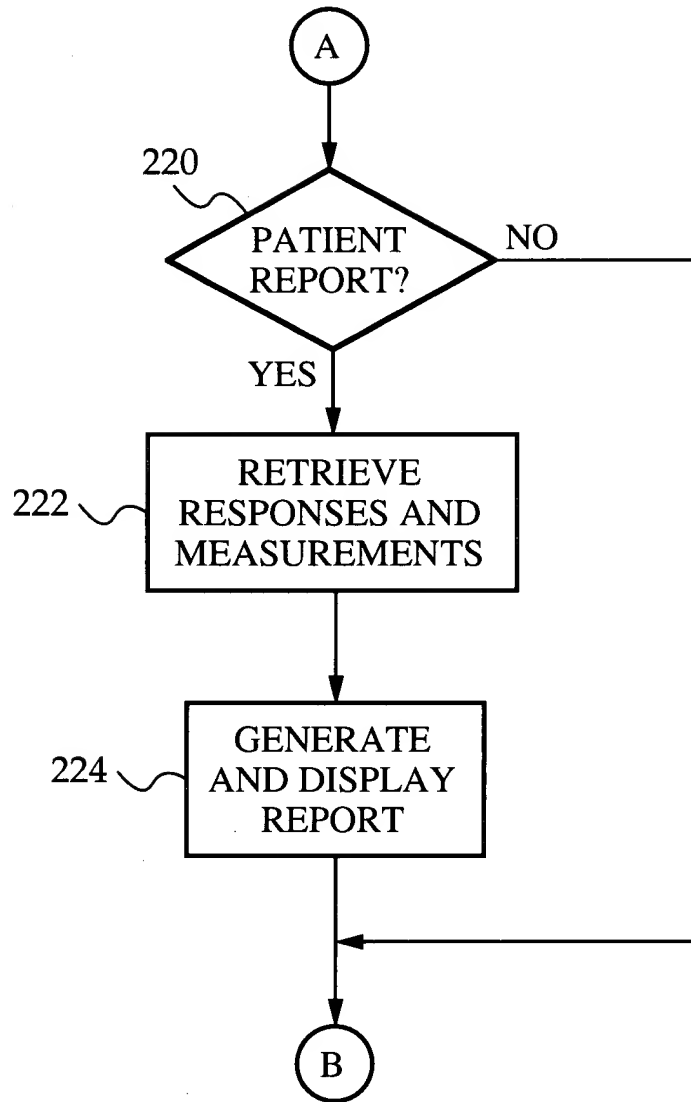 A
220
PATIENT
REPORT?
NO
YES
222
RETRIEVE
RESPONSES AND
MEASUREMENTS
224
GENERATE
AND DISPLAY
REPORT
B